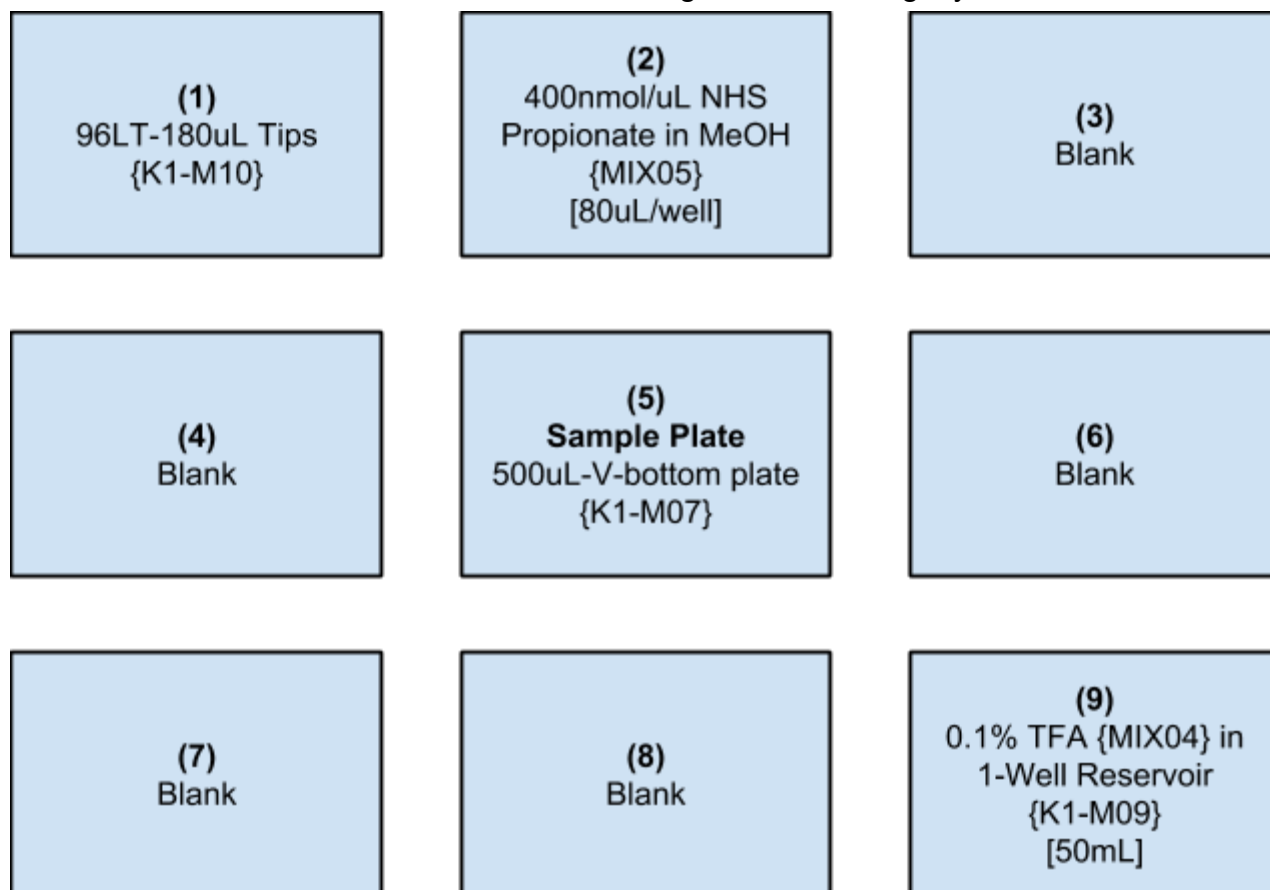 (1)
96LT-180uL Tips
{K1-M10}
(2)
400nmol/uL NHS
Propionate in MeOH
{MIX05}
[80uL/well]
(3)
Blank
(4)
Blank
(5)
Sample Plate
500uL-V-bottom plate
{K1-M07}
(6)
Blank
(7)
Blank
(8)
Blank
(9)
0.1% TFA {MIX04} in
1-Well Reservoir
{K1-M09}
[50mL]